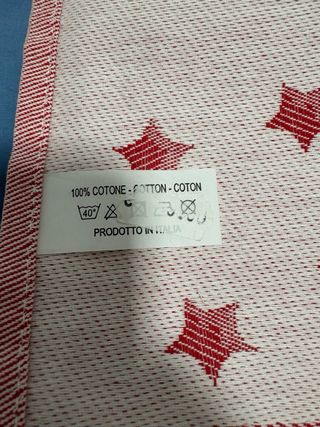 100% COTONE - COTTON - COTON
40°
PRODOTTO IN ITALIA